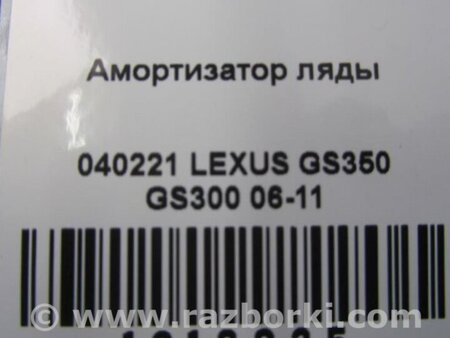 Амортизатор ляды
040221 LEXUS GS350
GS300 06-11
© www.razborki.com